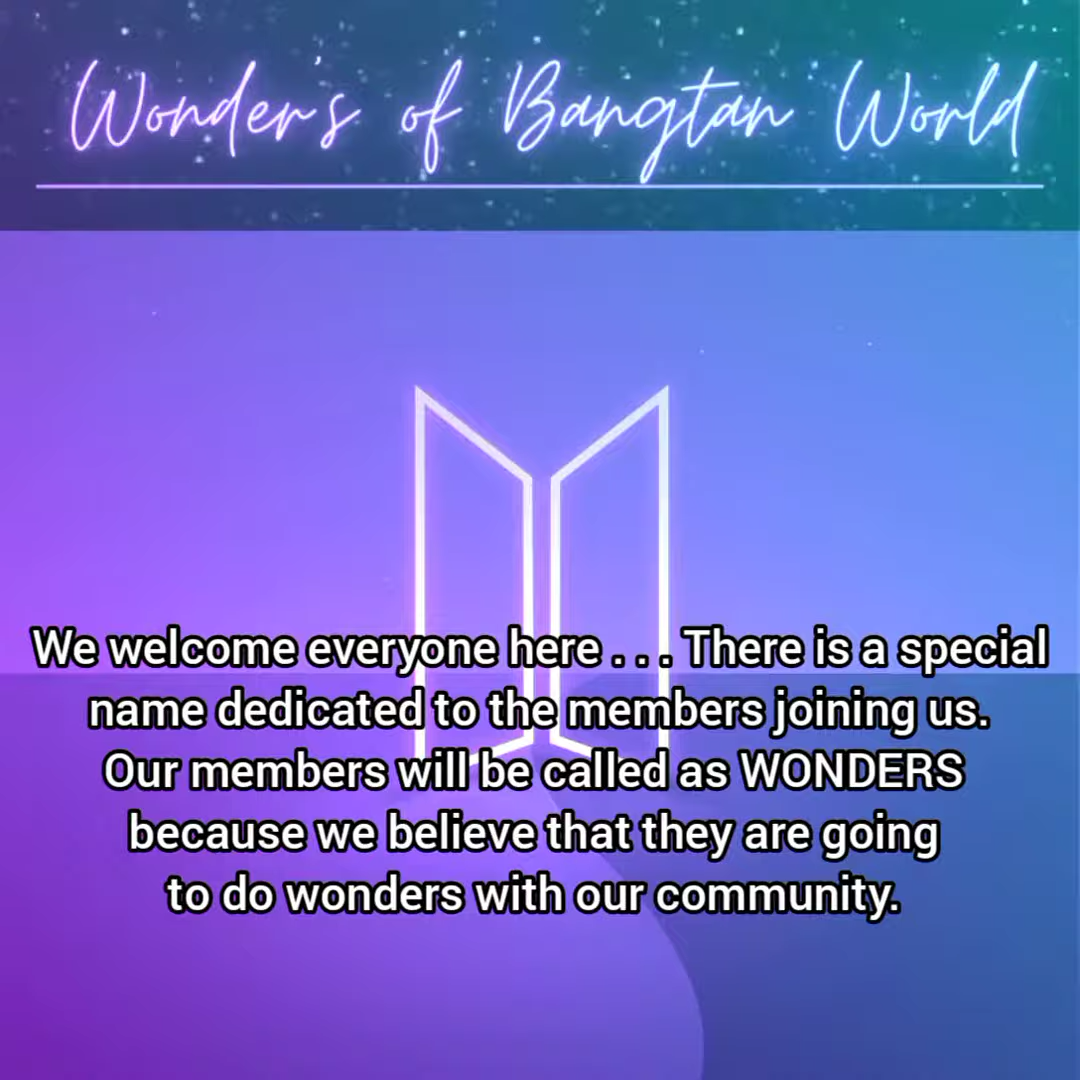 Wonders of Bangtan World
We welcome everyone here . . . There is a special
name dedicated to the members joining us.
Our members will be called as WONDERS
because we believe that they are going
to do wonders with our community.